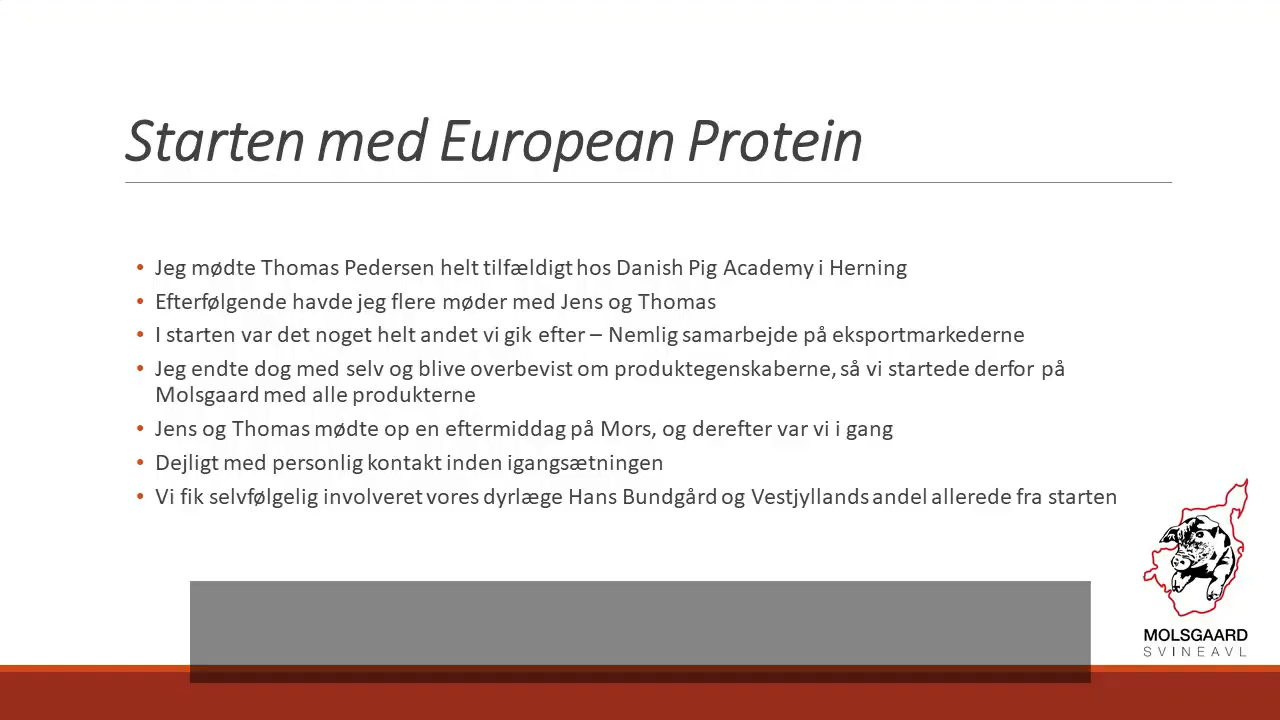 Starten med European Protein
• Jeg mødte Thomas Pedersen helt tilfældigt hos Danish Pig Academy i Herning
• Efterfølgende havde jeg flere møder med Jens og Thomas
• I starten var det noget helt andet vi gik efter – Nemlig samarbejde på eksportmarkederne
• Jeg endte dog med selv og blive overbevist om produktegenskaberne, så vi startede derfor på
Molsgaard med alle produkterne
• Jens og Thomas mødte op en eftermiddag på Mors, og derefter var vi i gang
• Dejligt med personlig kontakt inden igangsætningen
• Vi fik selvfølgelig involveret vores dyrlæge Hans Bundgård og Vestjyllands andel allerede fra starten
MOLSGAARD
SVINEAVL